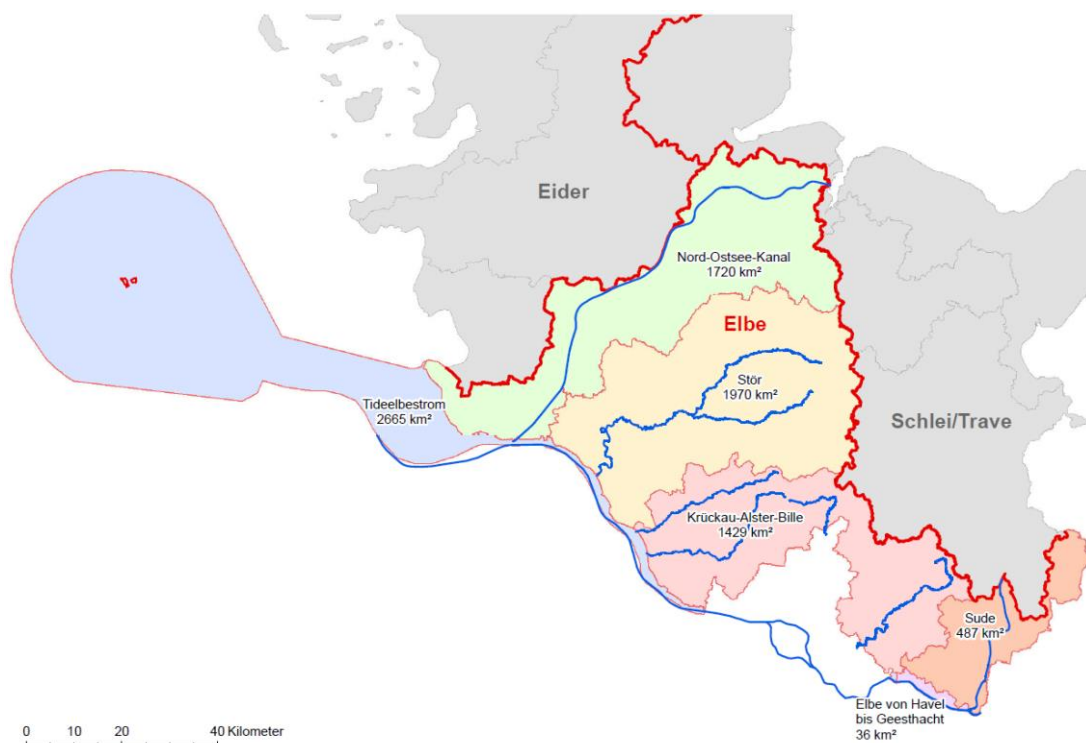 Eider
Nord-Ostsee-Kanal
1720 km²
Elbe
Stör
1970 km²
Tideelbestrom
2665 km²
Schlei/Trave
Krückau-Alster-Bille
1429 km²
Sude
487 km²
Elbe von Havel
bis Geesthacht
36 km²
0 10 20 40 Kilometer